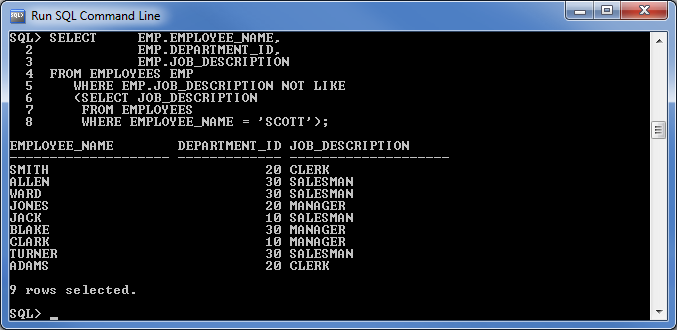 Run SQL Command Line
SQL> SELECT     EMP.EMPLOYEE_NAME,
  2             EMP.DEPARTMENT_ID,
  3             EMP.JOB_DESCRIPTION
  4  FROM EMPLOYEES EMP
  5     WHERE EMP.JOB_DESCRIPTION NOT LIKE
  6     (SELECT JOB_DESCRIPTION
  7      FROM EMPLOYEES
  8      WHERE EMPLOYEE_NAME = 'SCOTT');
EMPLOYEE_NAME        DEPARTMENT_ID JOB_DESCRIPTION
-------------------- ------------- --------------------
SMITH                           20 CLERK
ALLEN                           30 SALESMAN
WARD                            30 SALESMAN
JONES                           20 MANAGER
JACK                            10 SALESMAN
BLAKE                           30 MANAGER
CLARK                           10 MANAGER
TURNER                          30 SALESMAN
ADAMS                           20 CLERK
9 rows selected.
SQL> _